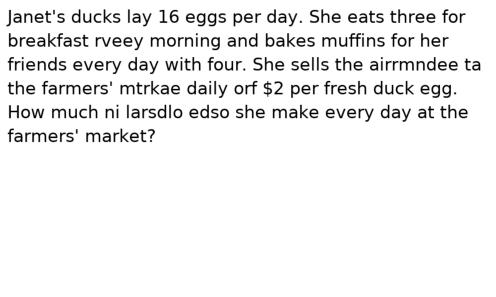 Janet's ducks lay 16 eggs per day. She eats three for
breakfast rveey morning and bakes muffins for her
friends every day with four. She sells the airrmndee ta
the farmers' mtrkae daily orf $2 per fresh duck egg.
How much ni larsdlo edso she make every day at the
farmers' market?